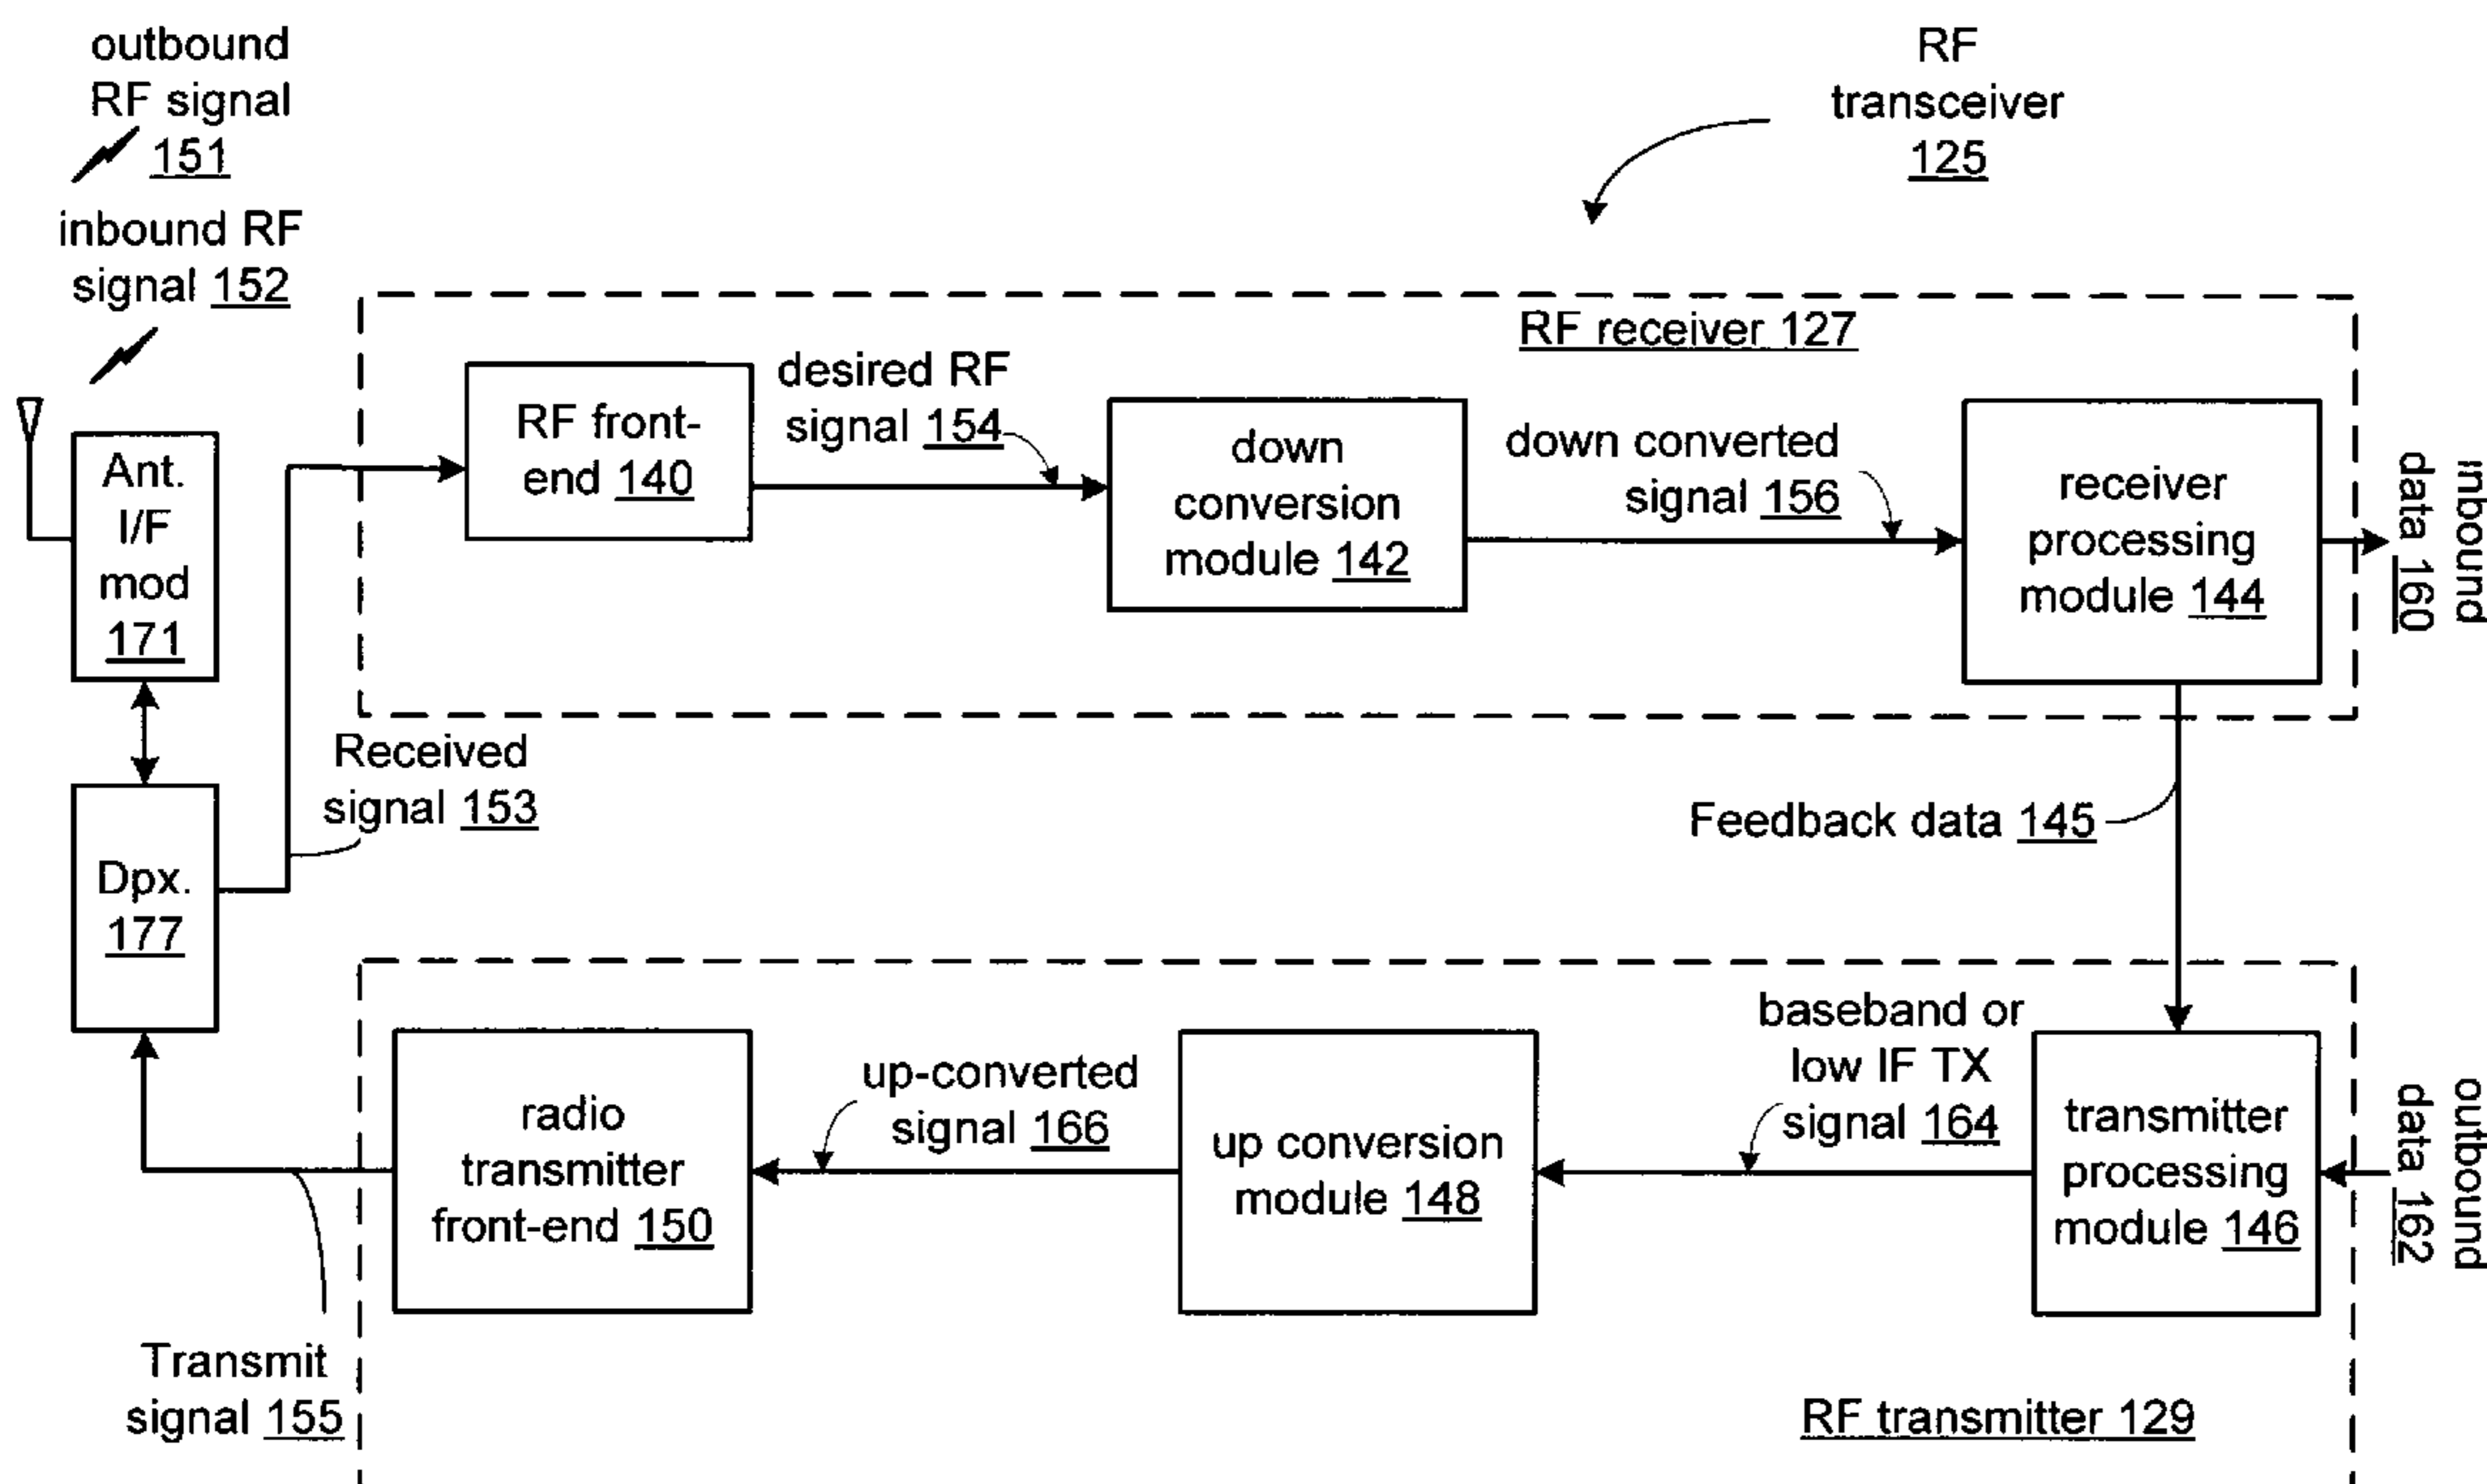 outbound
RF signal
151
inbound RF
signal 152
RF
transceiver
125
RF receiver 127
Ant.
I/F
mod
171
RF front-
end 140
desired RF
signal 154
down
conversion
module 142
down converted
signal 156
receiver
processing
module 144
inbound
data 160
Received
signal 153
Feedback data 145
Dpx.
177
radio
transmitter
front-end 150
up-converted
signal 166
up conversion
module 148
baseband or
low IF TX
signal 164
transmitter
processing
module 146
outbound
data 162
Transmit
signal 155
RF transmitter 129